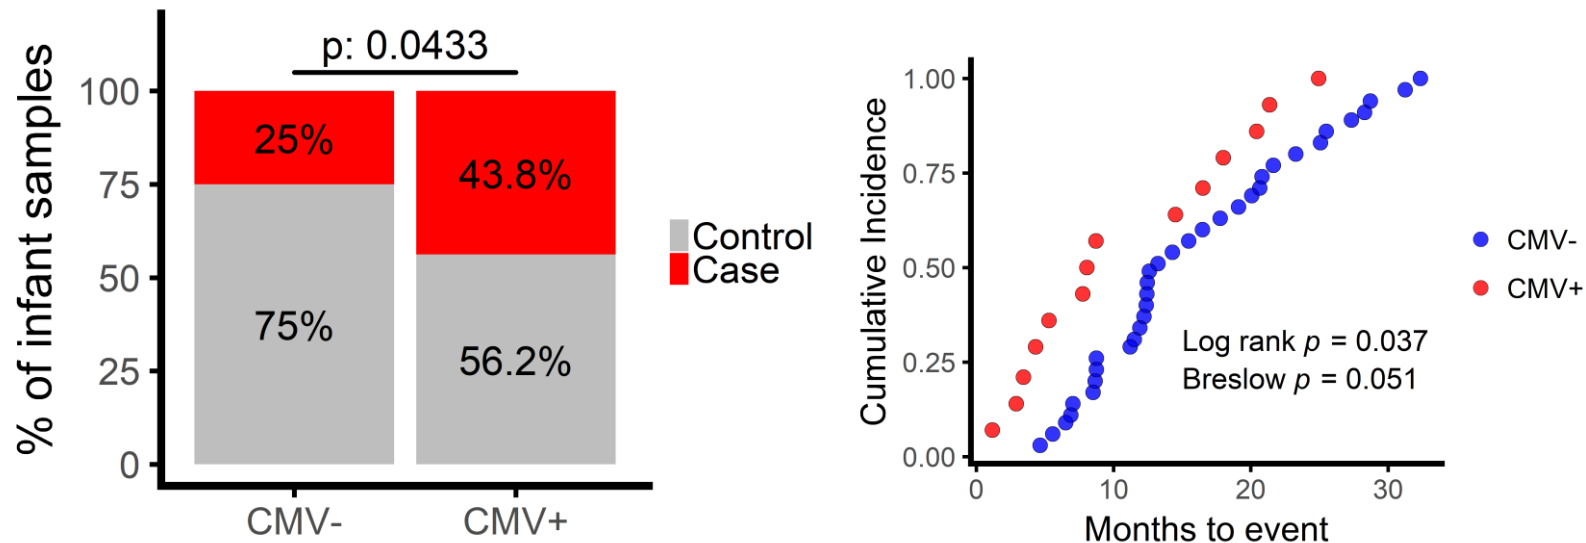 p: 0.0433
% of infant samples
100
75
50
25
0
25%
43.8%
75%
56.2%
CMV-
CMV+
Control
Case
Cumulative Incidence
1.00
0.75
0.50
0.25
0.00
Log rank p = 0.037
Breslow p = 0.051
0
10
20
30
Months to event
CMV-
CMV+